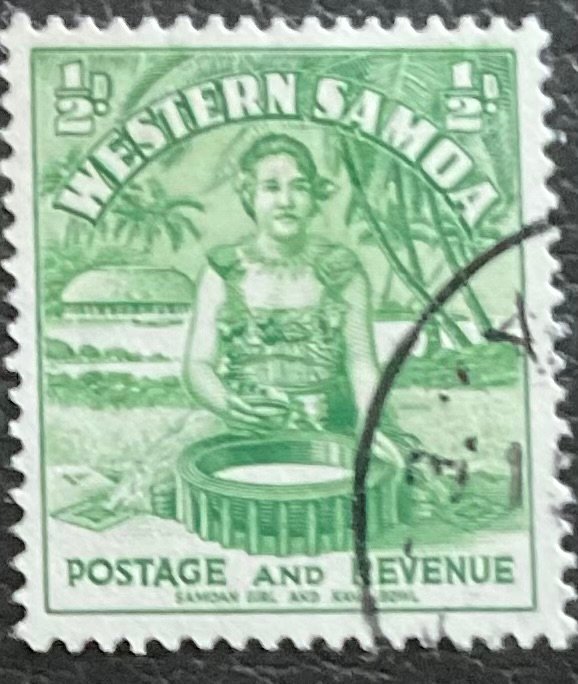 ½d ½d
WESTERN SAMOA
POSTAGE AND REVENUE
SAMOAN GIRL AND KAVA BOWL